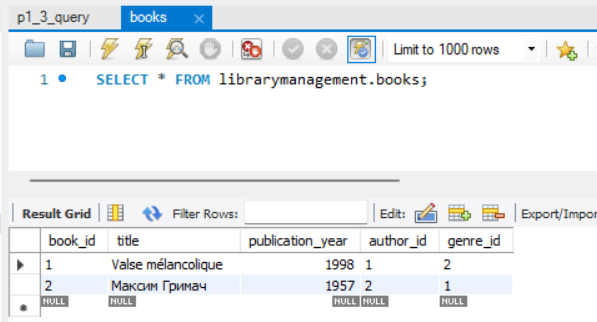 p1_3_query books
Limit to 1000 rows
1 SELECT * FROM librarymanagement.books;
Result Grid Filter Rows: Edit: Export/Impor
book_id title publication_year author_id genre_id
1 Valse mélancolique 1998 1 2
2 Максим Гримач 1957 2 1
NULL NULL NULL NULL NULL